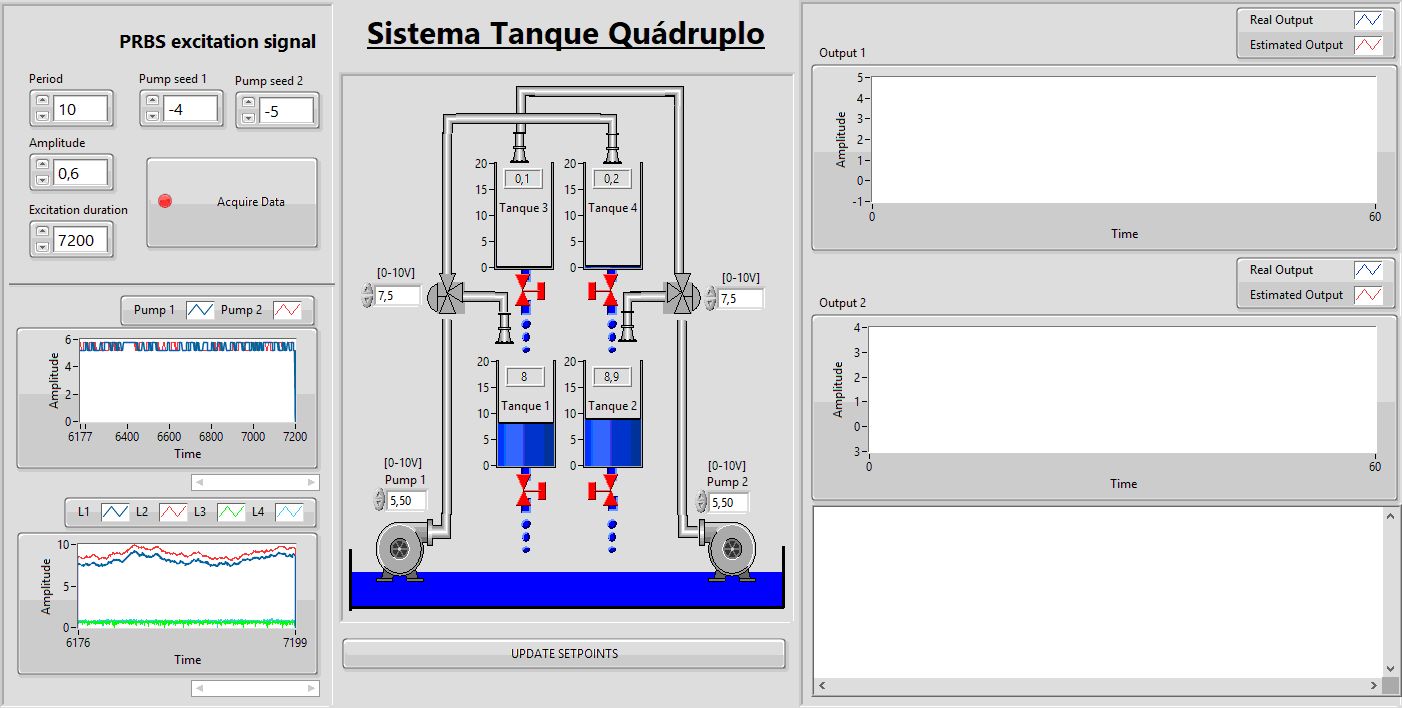 PRBS excitation signal
Period
Pump seed 1
Pump seed 2
10
-4
-5
Amplitude
0,6
Acquire Data
Excitation duration
7200
Pump 1
Pump 2
6
4
2
0
Amplitude
6177
6400
6600
6800
7000
7200
Time
L1
L2
L3
L4
10
5
0
Amplitude
6176
7199
Time
Sistema Tanque Quádruplo
20
15
10
5
0
0,1
Tanque 3
20
15
10
5
0
0,2
Tanque 4
[0-10V]
7,5
[0-10V]
7,5
20
15
10
5
0
8
Tanque 1
20
15
10
5
0
8,9
Tanque 2
[0-10V]
Pump 1
5,50
[0-10V]
Pump 2
5,50
UPDATE SETPOINTS
Real Output
Estimated Output
Output 1
5
4
3
2
1
0
-1
Amplitude
0
60
Time
Real Output
Estimated Output
Output 2
4
3
2
1
0
3
Amplitude
0
60
Time